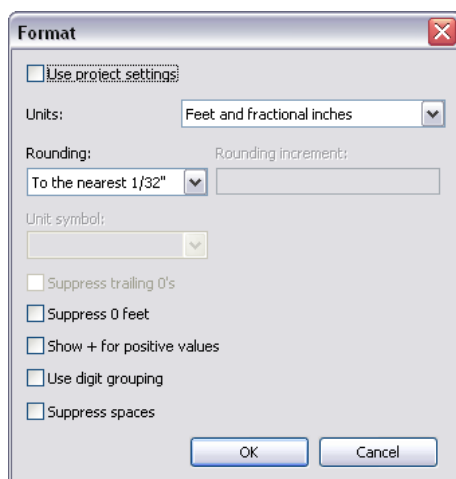 Format
Use project settings
Units: Feet and fractional inches
Rounding: Rounding increment:
To the nearest 1/32"
Unit symbol:
Suppress trailing 0's
Suppress 0 feet
Show + for positive values
Use digit grouping
Suppress spaces
OK Cancel